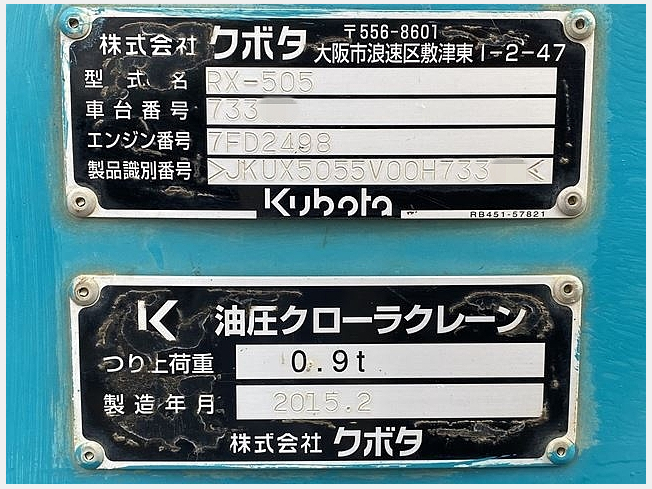 株式会社 クボタ
〒556-8601
大阪市浪速区敷津東1-2-47
型式名 RX-505
車台番号 733
エンジン番号 7FD2498
製品識別番号 >JKUX5055V00H733 <
Kubota
RB451-57821
油圧クローラクレーン
つり上荷重 0.9t
製造年月 2015.2
株式会社 クボタ